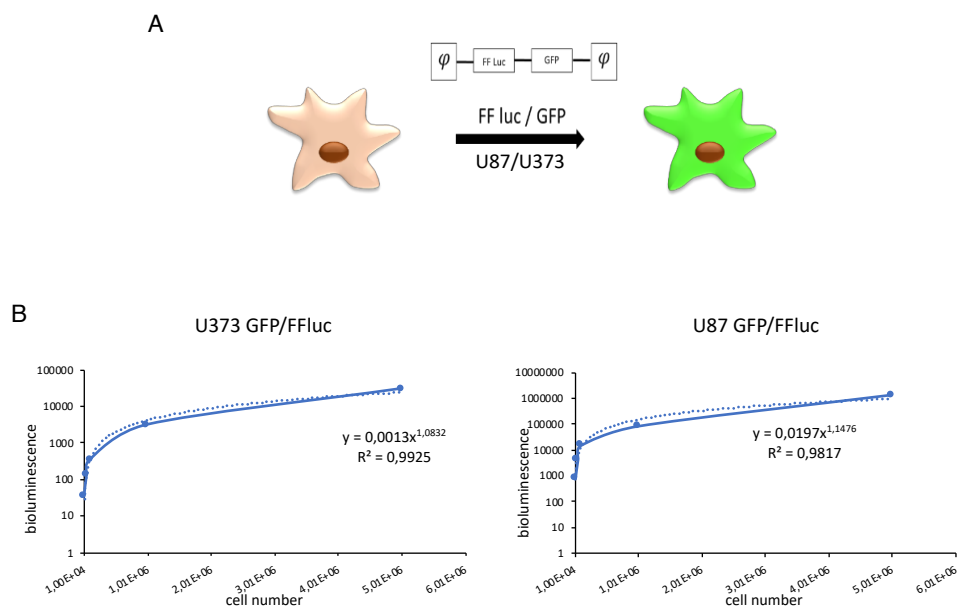 A
φ FF Luc GFP φ
FF luc / GFP
U87/U373
B
U373 GFP/FFluc
bioluminescence
100000
10000
1000
100
10
1
y = 0,0013x^1,0832
R² = 0,9925
1,00E+04 1,01E+06 2,01E+06 3,01E+06 4,01E+06 5,01E+06 6,01E+06
cell number
U87 GFP/FFluc
bioluminescence
10000000
1000000
100000
10000
1000
100
10
1
y = 0,0197x^1,1476
R² = 0,9817
1,00E+04 1,01E+06 2,01E+06 3,01E+06 4,01E+06 5,01E+06 6,01E+06
cell number